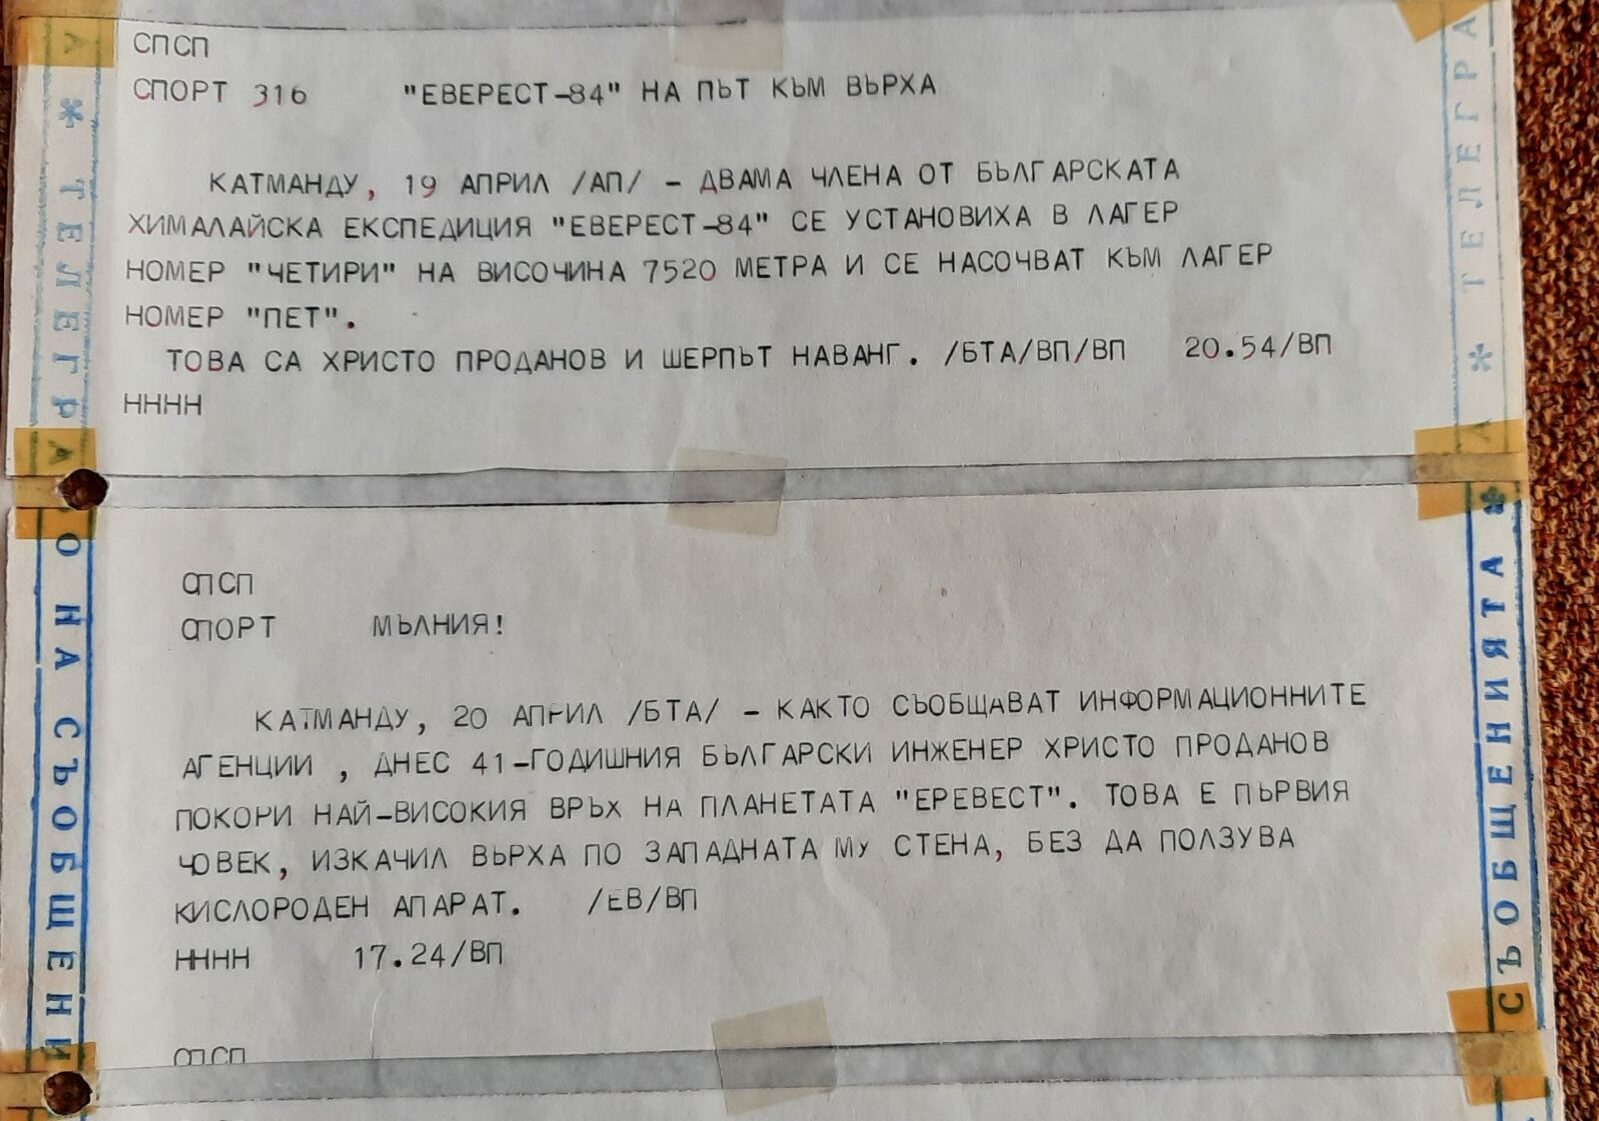 СПСП
СПОРТ 316 "ЕВЕРЕСТ-84" НА ПЪТ КЪМ ВЪРХА
КАТМАНДУ, 19 АПРИЛ /АП/ - ДВАМА ЧЛЕНА ОТ БЪЛГАРСКАТА
ХИМАЛАЙСКА ЕКСПЕДИЦИЯ "ЕВЕРЕСТ-84" СЕ УСТАНОВИХА В ЛАГЕР
НОМЕР "ЧЕТИРИ" НА ВИСОЧИНА 7520 МЕТРА И СЕ НАСОЧВАТ КЪМ ЛАГЕР
НОМЕР "ПЕТ".
ТОВА СА ХРИСТО ПРОДАНОВ И ШЕРПЪТ НАВАНГ. /БТА/ВП/ВП 20.54/ВП
НННН
СПСП
СПОРТ МЪЛНИЯ!
КАТМАНДУ, 20 АПРИЛ /БТА/ - КАКТО СЪОБЩАВАТ ИНФОРМАЦИОННИТЕ
АГЕНЦИИ , ДНЕС 41-ГОДИШНИЯ БЪЛГАРСКИ ИНЖЕНЕР ХРИСТО ПРОДАНОВ
ПОКОРИ НАЙ-ВИСОКИЯ ВРЪХ НА ПЛАНЕТАТА "ЕРЕВЕСТ". ТОВА Е ПЪРВИЯ
ЧОВЕК, ИЗКАЧИЛ ВЪРХА ПО ЗАПАДНАТА МУ СТЕНА, БЕЗ ДА ПОЛЗУВА
КИСЛОРОДЕН АПАРАТ. /ЕВ/ВП
НННН 17.24/ВП
СПСП
А * ТЕЛЕГРА
О НА СЪОБЩЕНИ
А * ТЕЛЕГРА
СЪОБЩЕНИЯТА *